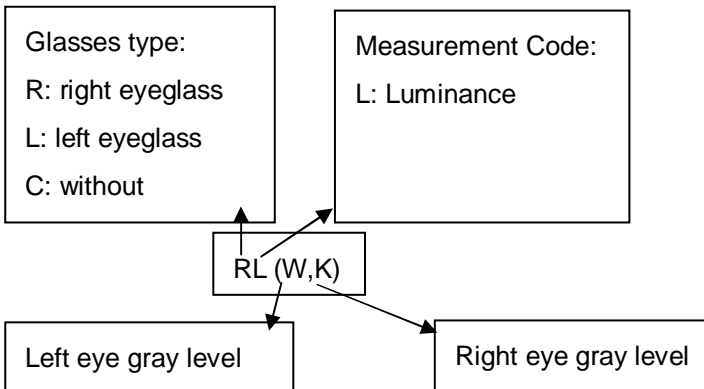 Glasses type:
R: right eyeglass
L: left eyeglass
C: without
Measurement Code:
L: Luminance
RL (W,K)
Left eye gray level
Right eye gray level